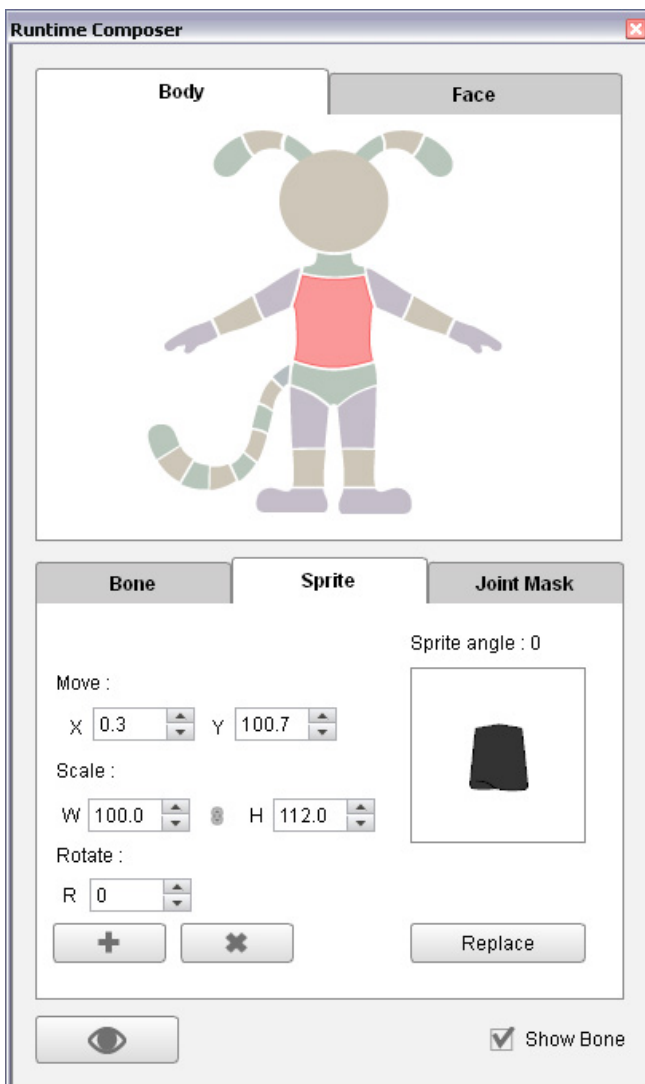 Runtime Composer
Body Face
Bone Sprite Joint Mask
Sprite angle : 0
Move :
X 0.3 Y 100.7
Scale :
W 100.0 H 112.0
Rotate :
R 0
Replace
Show Bone